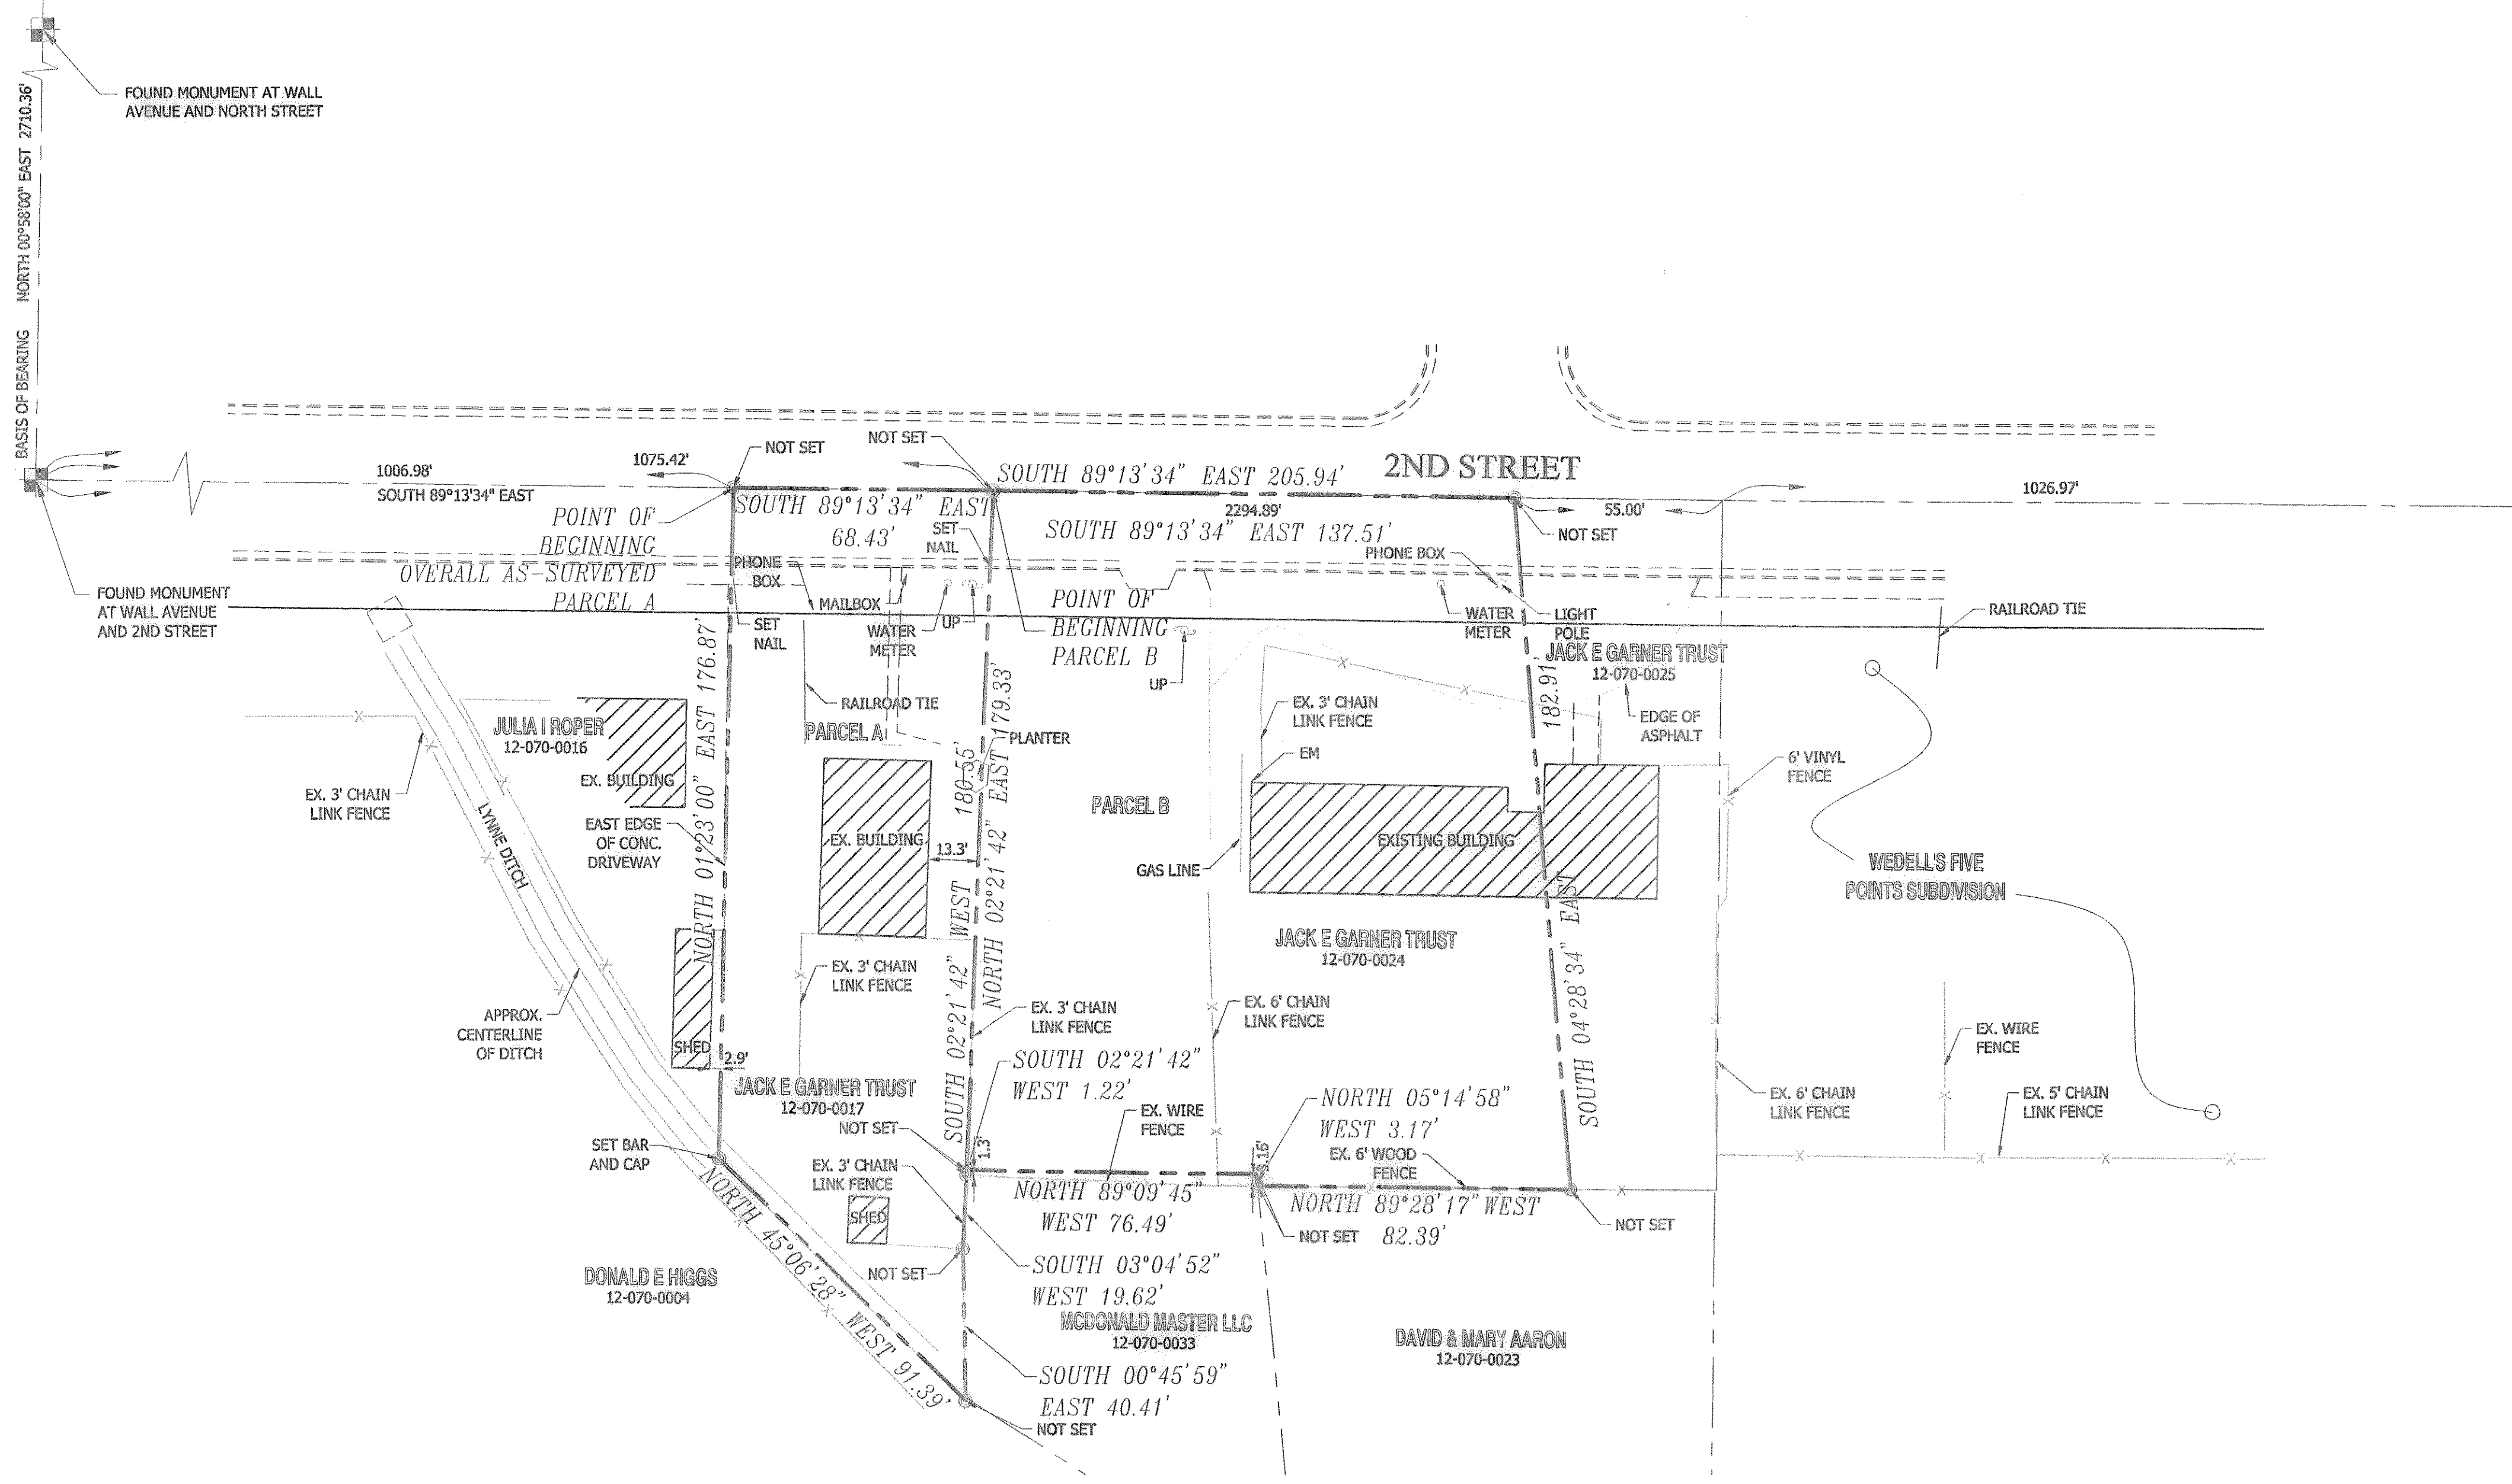 FOUND MONUMENT AT WALL
AVENUE AND NORTH STREET
BASIS OF BEARING NORTH 00°58'00" EAST 2710.36'
1006.98'
SOUTH 89°13'34" EAST
1075.42'
NOT SET
NOT SET
SOUTH 89°13'34" EAST 205.94'
2ND STREET
2294.89'
55.00'
1026.97'
POINT OF
BEGINNING
OVERALL AS-SURVEYED
PARCEL A
SOUTH 89°13'34" EAST
68.43'
SET
NAIL
SOUTH 89°13'34" EAST 137.51'
NOT SET
PHONE BOX
FOUND MONUMENT
AT WALL AVENUE
AND 2ND STREET
PHONE
BOX
MAILBOX
SET
NAIL
WATER
METER
UP
POINT OF
BEGINNING
PARCEL B
UP
WATER
METER
LIGHT
POLE
RAILROAD TIE
JACK E GARNER TRUST
12-070-0025
EDGE OF
ASPHALT
6' VINYL
FENCE
RAILROAD TIE
PARCEL A
PLANTER
EX. 3' CHAIN
LINK FENCE
EM
JULIA I ROPER
12-070-0016
EX. BUILDING
EX. 3' CHAIN
LINK FENCE
LYNNE DITCH
EAST EDGE
OF CONC.
DRIVEWAY
NORTH 01°23'00" EAST 176.87'
EX. BUILDING
13.3'
SOUTH 02°21'42" WEST 180.55'
NORTH 02°21'42" EAST 179.33'
PARCEL B
GAS LINE
EXISTING BUILDING
SOUTH 04°28'34" EAST
182.91'
WEDELL'S FIVE
POINTS SUBDIVISION
JACK E GARNER TRUST
12-070-0024
EX. 3' CHAIN
LINK FENCE
EX. 3' CHAIN
LINK FENCE
EX. 6' CHAIN
LINK FENCE
APPROX.
CENTERLINE
OF DITCH
SHED
2.9'
JACK E GARNER TRUST
12-070-0017
SOUTH 02°21'42"
WEST 1.22'
EX. WIRE
FENCE
NORTH 05°14'58"
WEST 3.17'
EX. 6' WOOD
FENCE
EX. WIRE
FENCE
EX. 6' CHAIN
LINK FENCE
EX. 5' CHAIN
LINK FENCE
NOT SET
1.3'
3.16'
SET BAR
AND CAP
EX. 3' CHAIN
LINK FENCE
SHED
NORTH 89°09'45"
WEST 76.49'
NORTH 89°28'17" WEST
82.39'
NOT SET
NOT SET
NOT SET
NORTH 45°06'28" WEST 91.39'
SOUTH 03°04'52"
WEST 19.62'
DONALD E HIGGS
12-070-0004
MCDONALD MASTER LLC
12-070-0033
DAVID & MARY AARON
12-070-0023
SOUTH 00°45'59"
EAST 40.41'
NOT SET